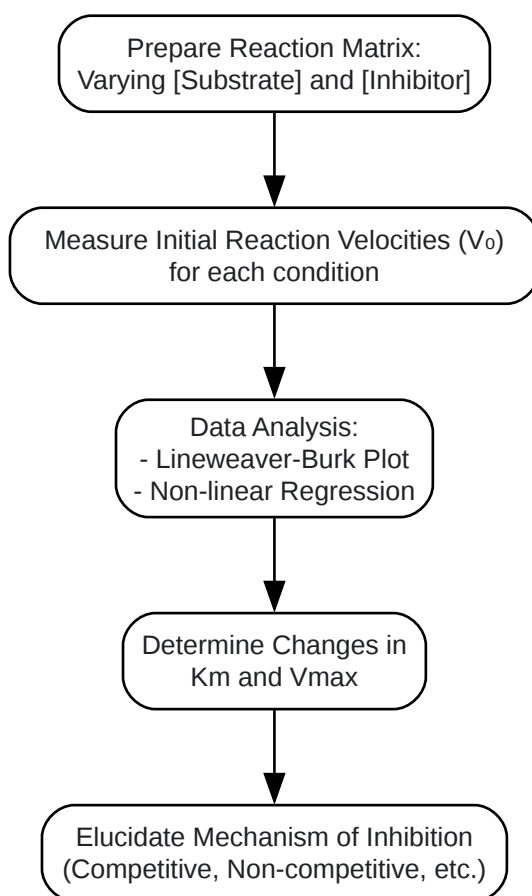 Prepare Reaction Matrix:
Varying [Substrate] and [Inhibitor]
Measure Initial Reaction Velocities (V₀)
for each condition
Data Analysis:
- Lineweaver-Burk Plot
- Non-linear Regression
Determine Changes in
Km and Vmax
Elucidate Mechanism of Inhibition
(Competitive, Non-competitive, etc.)